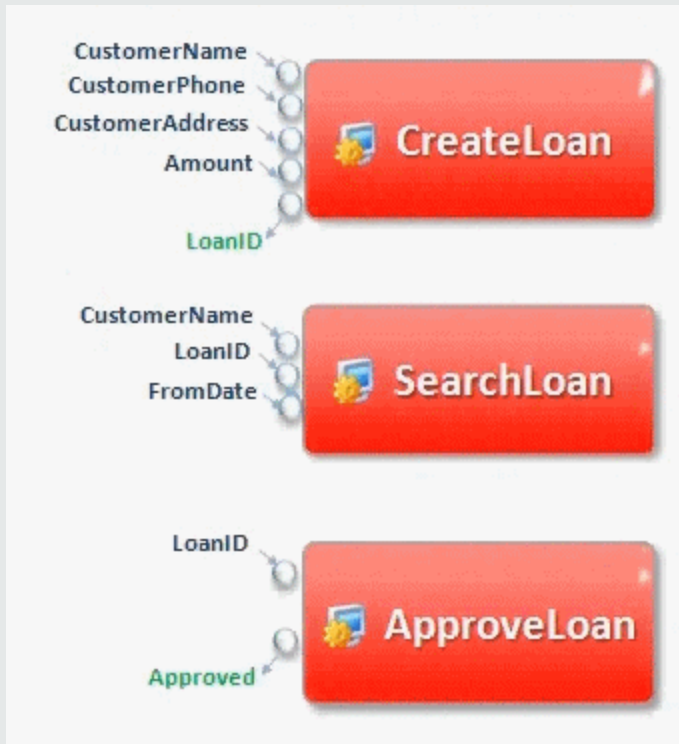 CustomerName
CustomerPhone
CustomerAddress
Amount
LoanID
CreateLoan
CustomerName
LoanID
FromDate
SearchLoan
LoanID
Approved
ApproveLoan